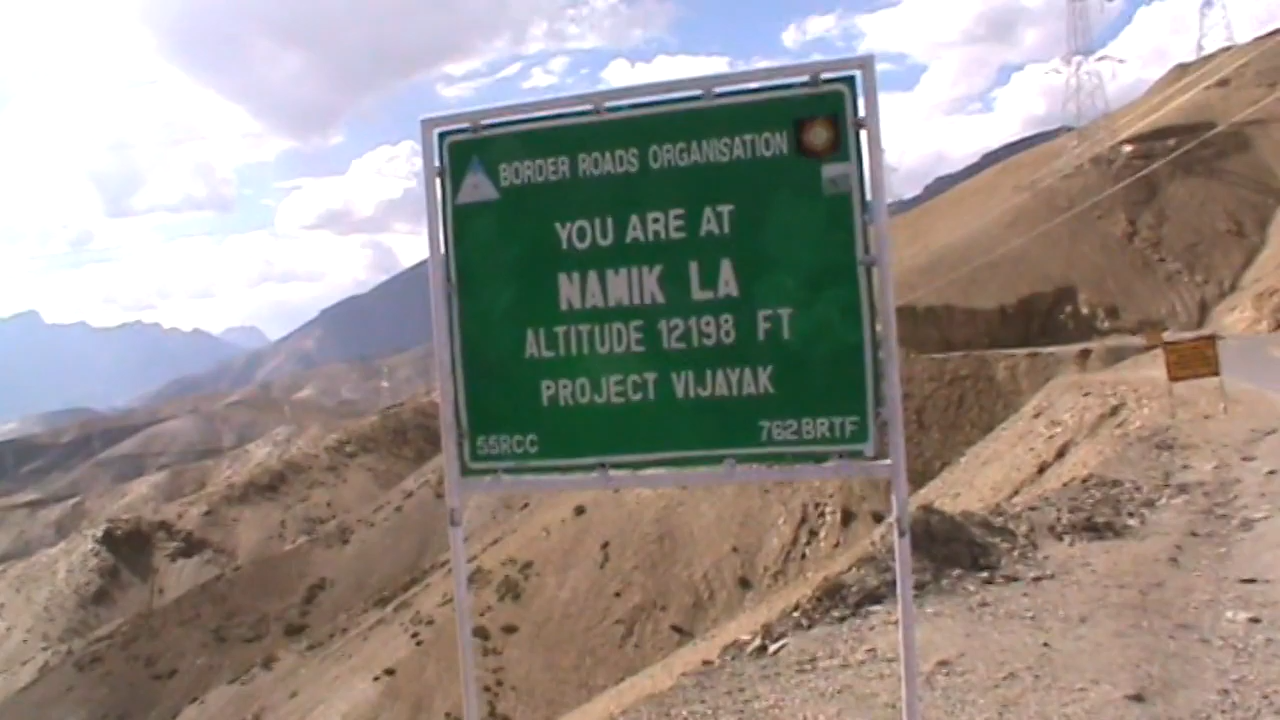 BORDER ROADS ORGANISATION
YOU ARE AT
NAMIK LA
ALTITUDE 12198 FT
PROJECT VIJAYAK
55RCC
762BRTF